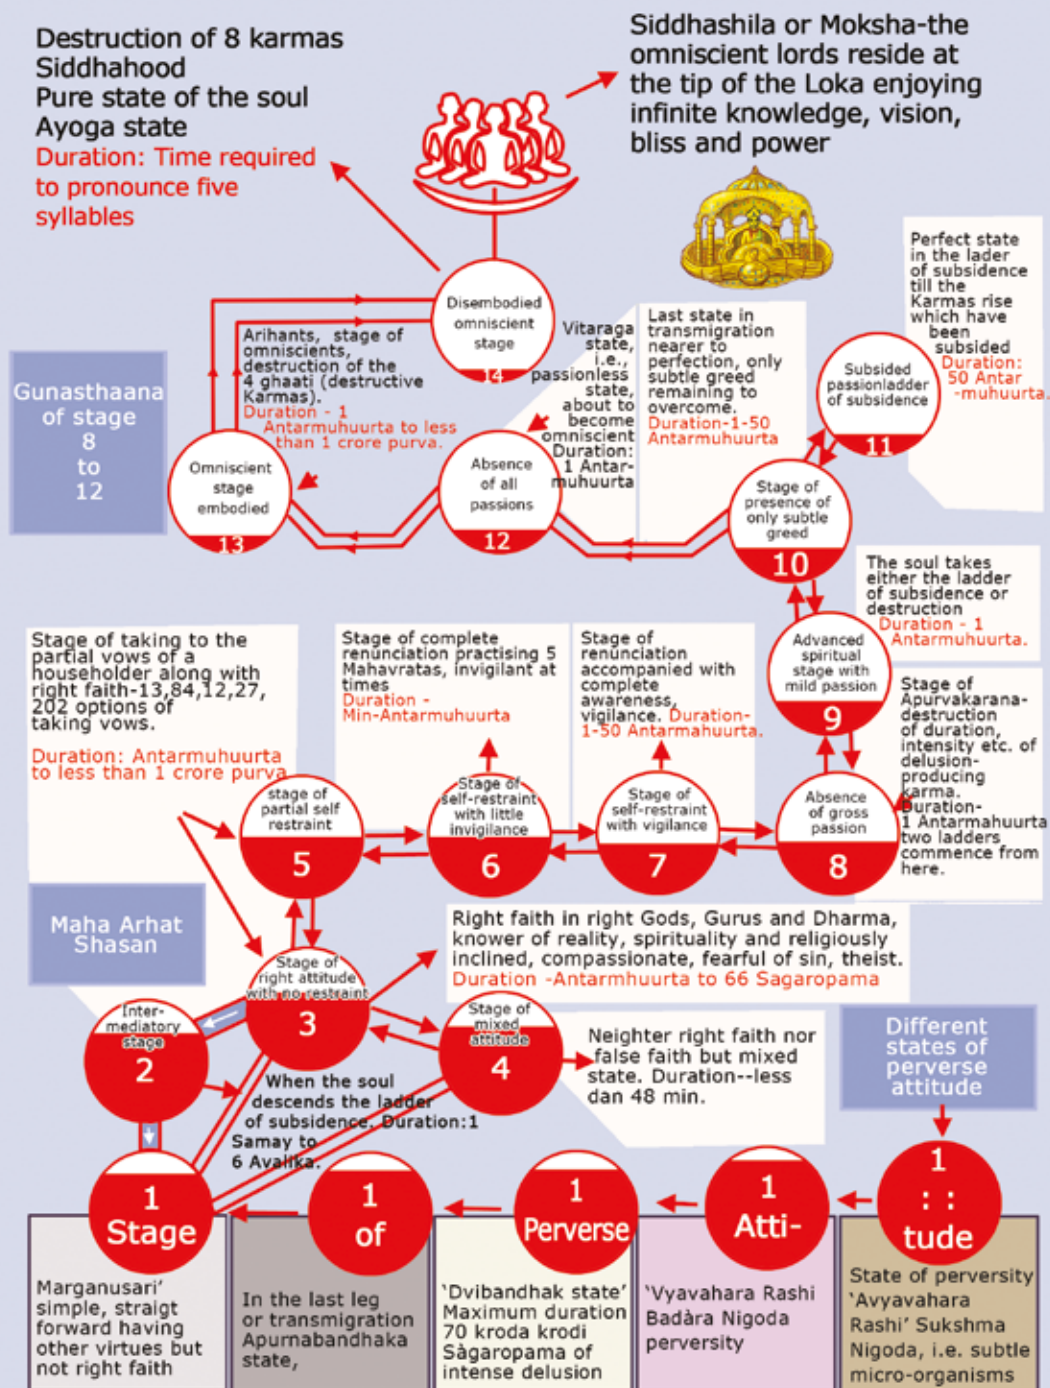 Destruction of 8 karmas
Siddhahood
Pure state of the soul
Ayoga state
Duration: Time required
to pronounce five
syllables
Siddhashila or Moksha-the
omniscient lords reside at
the tip of the Loka enjoying
infinite knowledge, vision,
bliss and power
Disembodied
omniscient
stage
14
Perfect state
in the lader
of subsidence
till the
Karmas rise
which have
been
subsided
Duration:
50 Antar
-muhuurta.
Gunasthaana
of stage
8
to
12
Arihants, stage of
omniscients,
destruction of the
4 ghaati (destructive
Karmas).
Duration - 1
Antarmuhuurta to less
than 1 crore purva.
Vitaraga
state,
i.e.,
passionless
state,
about to
become
omniscient
Duration:
1 Antar-
muhuurta
Last state in
transmigration
nearer to
perfection, only
subtle greed
remaining to
overcome.
Duration-1-50
Antarmuhuurta
Subsided
passionladder
of subsidence
11
Omniscient
stage
embodied
13
Absence
of all
passions
12
Stage of
presence of
only subtle
greed
10
The soul takes
either the ladder
of subsidence or
destruction
Duration - 1
Antarmuhuurta.
Stage of taking to the
partial vows of a
householder along with
right faith-13,84,12,27,
202 options of
taking vows.
Duration: Antarmuhuurta
to less than 1 crore purva
Stage of complete
renunciation practising 5
Mahavratas, invigilant at
times
Duration -
Min-Antarmuhuurta
Stage of
renunciation
accompanied with
complete
awareness,
vigilance. Duration-
1-50 Antarmahuurta.
Advanced
spiritual
stage with
mild passion
9
Stage of
Apurvakarana-
destruction
of duration,
intensity etc. of
delusion-
producing
karma.
Duration-
1 Antarmahuurta
two ladders
commence from
here.
stage of
partial self
restraint
5
Stage of
self-restraint
with little
invigilance
6
Stage of
self-restraint
with vigilance
7
Absence
of gross
passion
8
Maha Arhat
Shasan
Right faith in right Gods, Gurus and Dharma,
knower of reality, spirituality and religiously
inclined, compassionate, fearful of sin, theist.
Duration -Antarmhuurta to 66 Sagaropama
Stage of
right attitude
with no restraint
3
Inter-
mediatory
stage
2
Stage of
mixed
attitude
4
Neighter right faith nor
false faith but mixed
state. Duration--less
dan 48 min.
Different
states of
perverse
attitude
When the soul
descends the ladder
of subsidence. Duration:1
Samay to
6 Avalika.
1
Stage
1
of
1
Perverse
1
Atti-
1
: :
tude
Marganusari'
simple, straigt
forward having
other virtues but
not right faith
In the last leg
or transmigration
Apurnabandhaka
state,
'Dvibandhak state'
Maximum duration
70 kroda krodi
Sàgaropama of
intense delusion
'Vyavahara Rashi
Badàra Nigoda
perversity
State of perversity
'Avyavahara
Rashi' Sukshma
Nigoda, i.e. subtle
micro-organisms